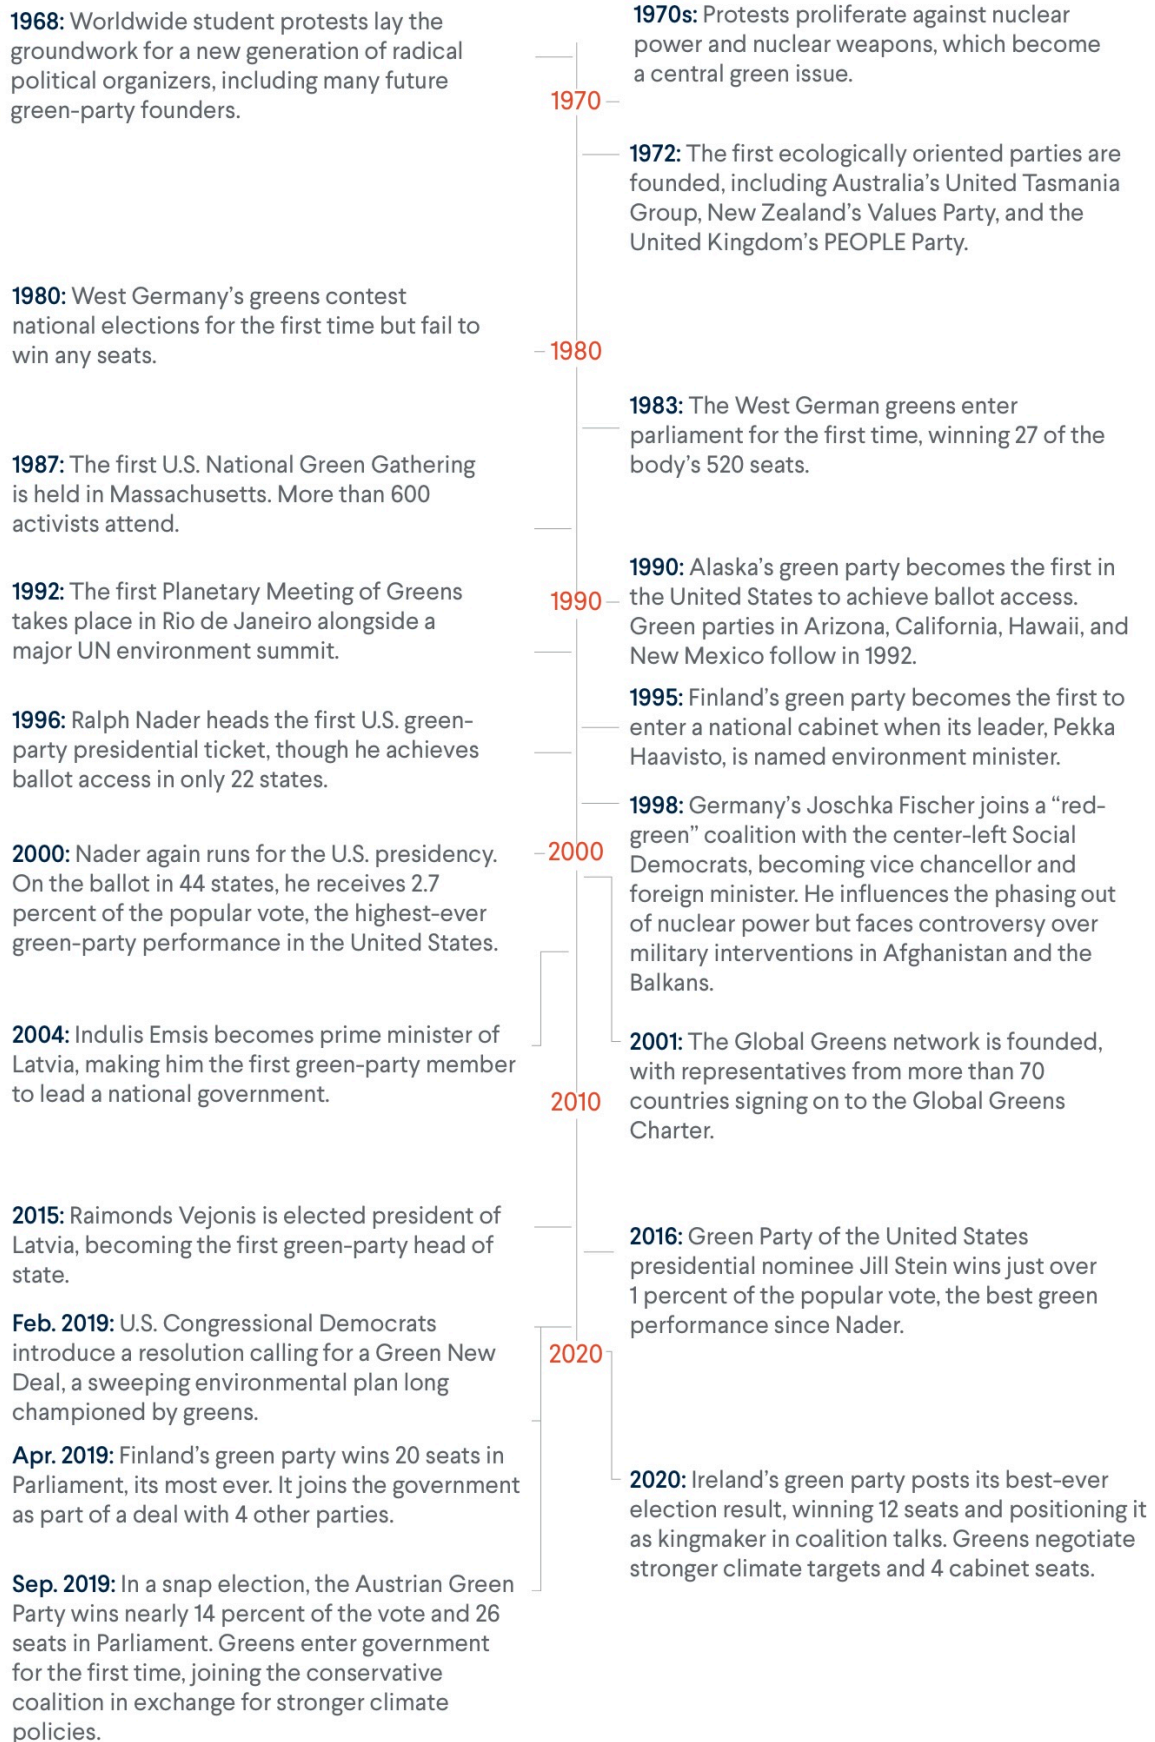 1968: Worldwide student protests lay the
groundwork for a new generation of radical
political organizers, including many future
green-party founders.
1970s: Protests proliferate against nuclear
power and nuclear weapons, which become
a central green issue.
1970
1972: The first ecologically oriented parties are
founded, including Australia’s United Tasmania
Group, New Zealand’s Values Party, and the
United Kingdom’s PEOPLE Party.
1980: West Germany’s greens contest
national elections for the first time but fail to
win any seats.
1980
1983: The West German greens enter
parliament for the first time, winning 27 of the
body’s 520 seats.
1987: The first U.S. National Green Gathering
is held in Massachusetts. More than 600
activists attend.
1990: Alaska’s green party becomes the first in
the United States to achieve ballot access.
Green parties in Arizona, California, Hawaii, and
New Mexico follow in 1992.
1990
1992: The first Planetary Meeting of Greens
takes place in Rio de Janeiro alongside a
major UN environment summit.
1995: Finland’s green party becomes the first to
enter a national cabinet when its leader, Pekka
Haavisto, is named environment minister.
1996: Ralph Nader heads the first U.S. green-
party presidential ticket, though he achieves
ballot access in only 22 states.
1998: Germany’s Joschka Fischer joins a “red-
green” coalition with the center-left Social
Democrats, becoming vice chancellor and
foreign minister. He influences the phasing out
of nuclear power but faces controversy over
military interventions in Afghanistan and the
Balkans.
2000: Nader again runs for the U.S. presidency.
On the ballot in 44 states, he receives 2.7
percent of the popular vote, the highest-ever
green-party performance in the United States.
2000
2001: The Global Greens network is founded,
with representatives from more than 70
countries signing on to the Global Greens
Charter.
2004: Indulis Emsis becomes prime minister of
Latvia, making him the first green-party member
to lead a national government.
2010
2015: Raimonds Vejonis is elected president of
Latvia, becoming the first green-party head of
state.
2016: Green Party of the United States
presidential nominee Jill Stein wins just over
1 percent of the popular vote, the best green
performance since Nader.
Feb. 2019: U.S. Congressional Democrats
introduce a resolution calling for a Green New
Deal, a sweeping environmental plan long
championed by greens.
2020
Apr. 2019: Finland’s green party wins 20 seats in
Parliament, its most ever. It joins the government
as part of a deal with 4 other parties.
2020: Ireland’s green party posts its best-ever
election result, winning 12 seats and positioning it
as kingmaker in coalition talks. Greens negotiate
stronger climate targets and 4 cabinet seats.
Sep. 2019: In a snap election, the Austrian Green
Party wins nearly 14 percent of the vote and 26
seats in Parliament. Greens enter government
for the first time, joining the conservative
coalition in exchange for stronger climate
policies.